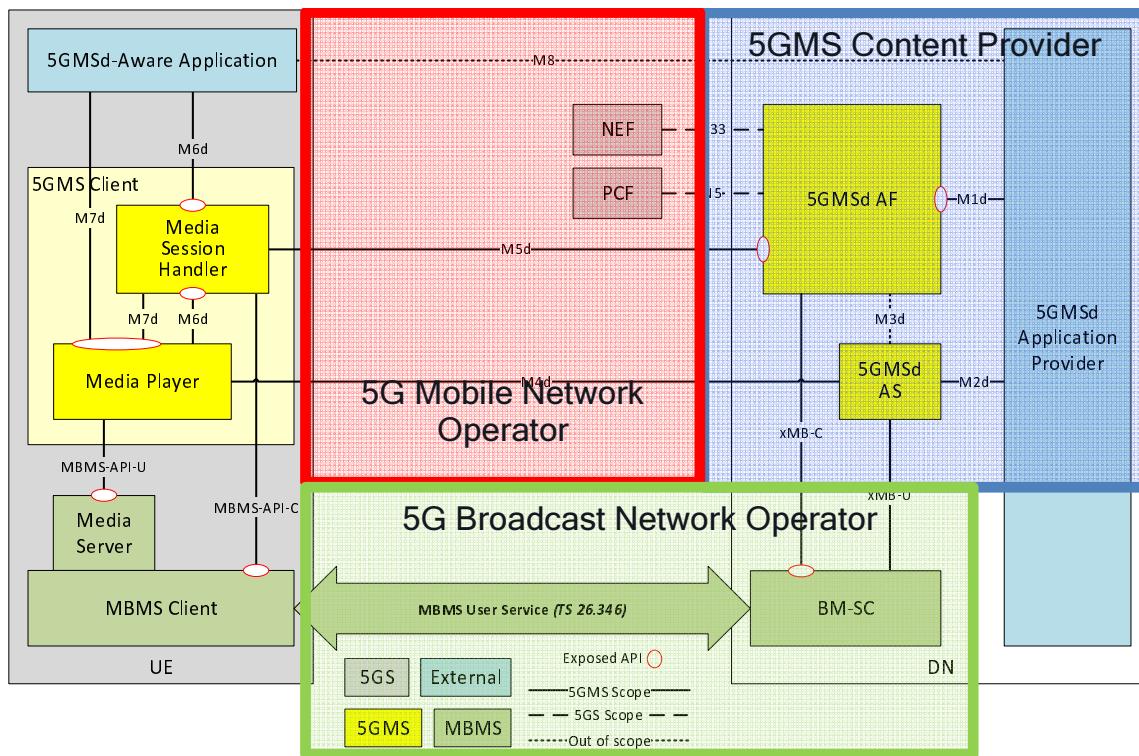 5GMS Content Provider
5GMSd-Aware Application
M8
NEF
33
PCF
N5
5GMSd AF
M1d
M6d
5GMS Client
M7d
Media
Session
Handler
M5d
M7d
M6d
M3d
5GMSd
Application
Provider
Media Player
M4d
5G Mobile Network
Operator
5GMSd
AS
M2d
xMB-C
MBMS-API-U
MBMS-API-C
xMB-U
Media
Server
5G Broadcast Network Operator
MBMS Client
MBMS User Service (TS 26.346)
BM-SC
UE
DN
5GS
External
Exposed API
5GMS Scope
5GMS
MBMS
5GS Scope
Out of scope